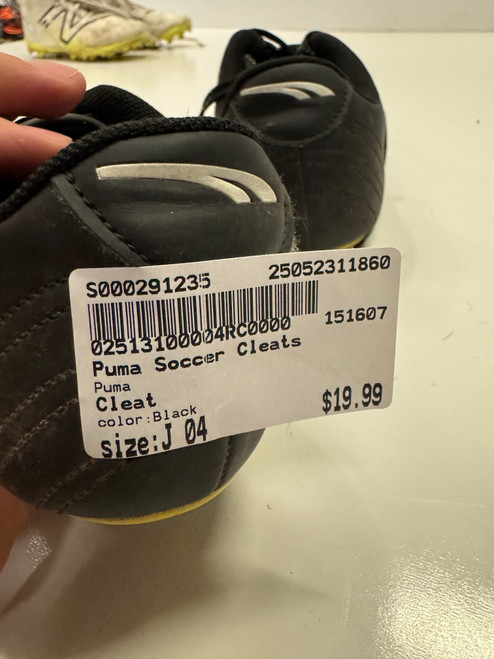 S000291235 25052311860
02513100004RC0000 151607
Puma Soccer Cleats
Puma
Cleat
color:Black $19.99
size:J 04